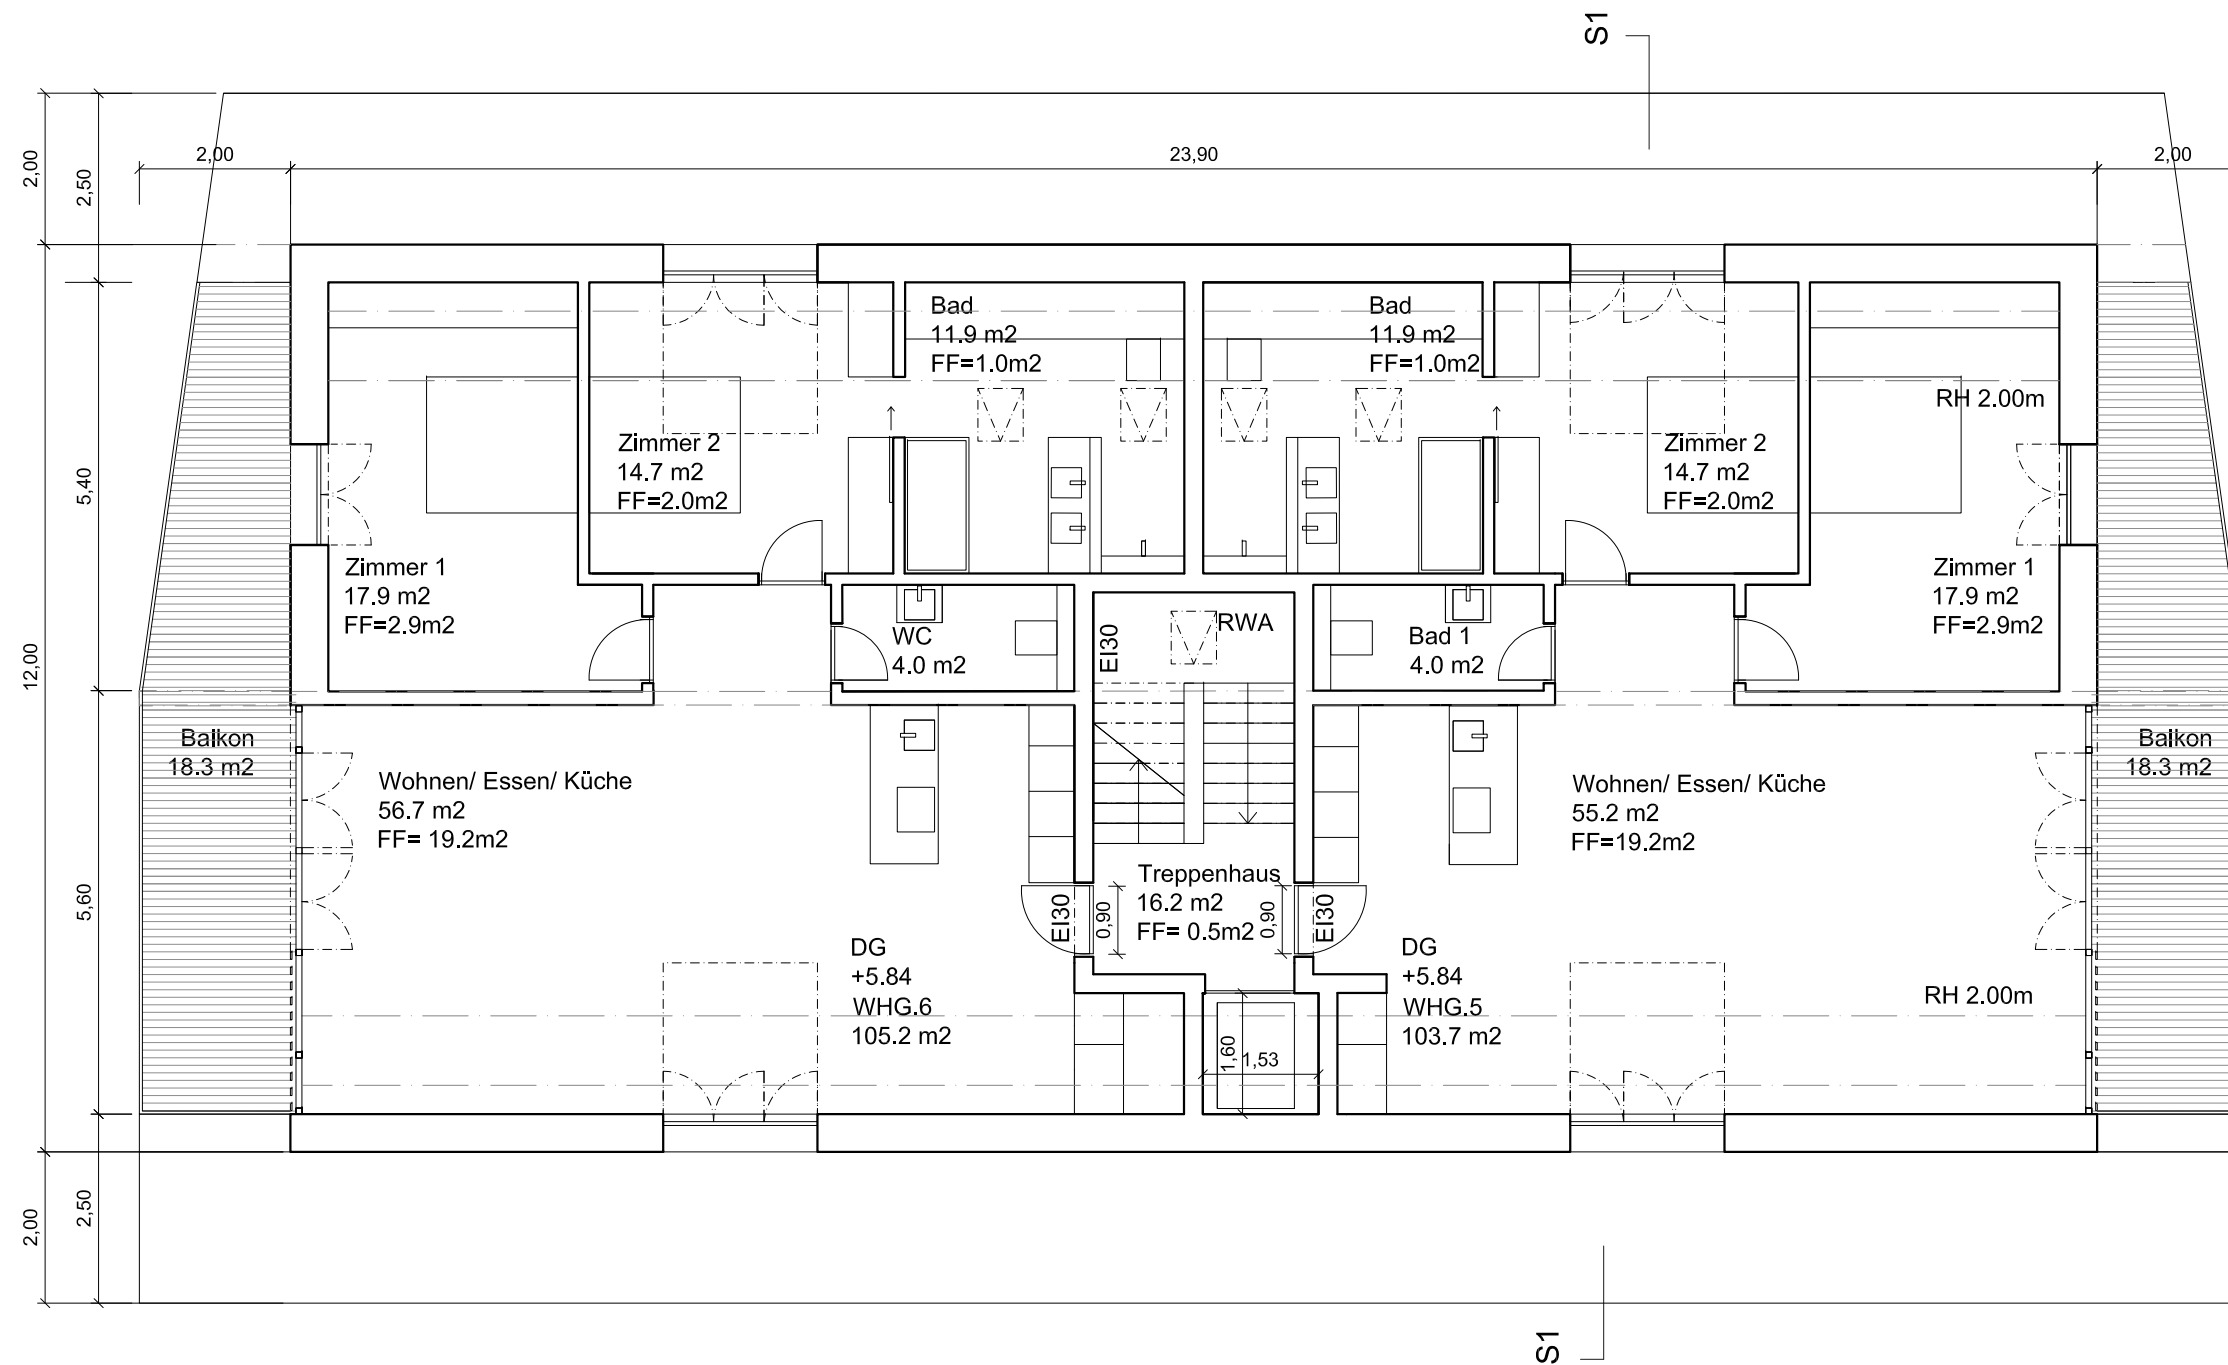 S1
2,00
23,90
2,00
2,00
2,50
5,40
12,00
5,60
2,50
2,00
Bad
11.9 m2
FF=1.0m2
Bad
11.9 m2
FF=1.0m2
RH 2.00m
Zimmer 2
14.7 m2
FF=2.0m2
Zimmer 2
14.7 m2
FF=2.0m2
Zimmer 1
17.9 m2
FF=2.9m2
WC
4.0 m2
EI30
RWA
Bad 1
4.0 m2
Zimmer 1
17.9 m2
FF=2.9m2
Balkon
18.3 m2
Wohnen/ Essen/ Küche
56.7 m2
FF= 19.2m2
Wohnen/ Essen/ Küche
55.2 m2
FF=19.2m2
Balkon
18.3 m2
Treppenhaus
16.2 m2
FF= 0.5m2
EI30
0,90
0,90
EI30
DG
+5.84
WHG.6
105.2 m2
DG
+5.84
WHG.5
103.7 m2
RH 2.00m
1,60
1,53
S1